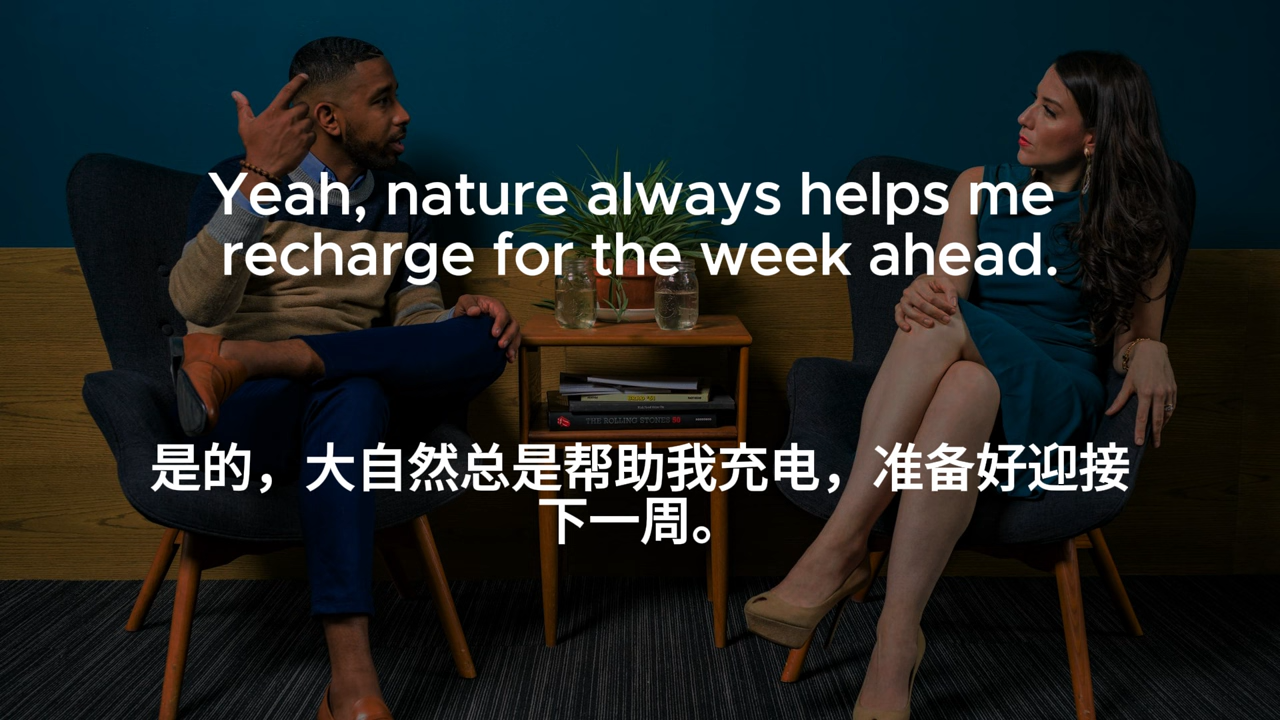 Yeah, nature always helps me
recharge for the week ahead.
THE ROLLING STONES
是的，大自然总是帮助我充电，准备好迎接
下一周。